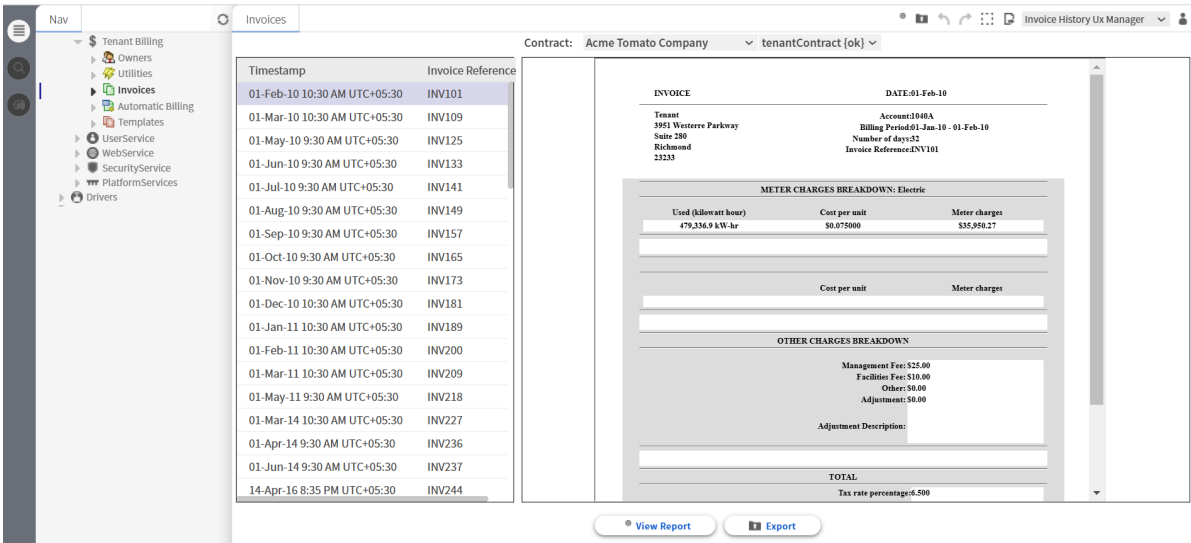 Nav
Tenant Billing
Owners
Utilities
Invoices
Automatic Billing
Templates
UserService
WebService
SecurityService
PlatformServices
Drivers
Invoices
Invoice History Ux Manager
Contract: Acme Tomato Company tenantContract {ok}
Timestamp Invoice Reference
01-Feb-10 10:30 AM UTC+05:30 INV101
01-Mar-10 10:30 AM UTC+05:30 INV109
01-May-10 9:30 AM UTC+05:30 INV125
01-Jun-10 9:30 AM UTC+05:30 INV133
01-Jul-10 9:30 AM UTC+05:30 INV141
01-Aug-10 9:30 AM UTC+05:30 INV149
01-Sep-10 9:30 AM UTC+05:30 INV157
01-Oct-10 9:30 AM UTC+05:30 INV165
01-Nov-10 9:30 AM UTC+05:30 INV173
01-Dec-10 10:30 AM UTC+05:30 INV181
01-Jan-11 10:30 AM UTC+05:30 INV189
01-Feb-11 10:30 AM UTC+05:30 INV200
01-Mar-11 10:30 AM UTC+05:30 INV209
01-May-11 9:30 AM UTC+05:30 INV218
01-Mar-14 10:30 AM UTC+05:30 INV227
01-Apr-14 9:30 AM UTC+05:30 INV236
01-Jun-14 9:30 AM UTC+05:30 INV237
14-Apr-16 8:35 PM UTC+05:30 INV244
INVOICE DATE:01-Feb-10
Tenant Account:1040A
3951 Westerre Parkway Billing Period:01-Jan-10 - 01-Feb-10
Suite 280 Number of days:32
Richmond Invoice Reference:INV101
23233
METER CHARGES BREAKDOWN: Electric
Used (kilowatt hour) Cost per unit Meter charges
479,336.9 kW-hr $0.075000 $35,950.27
Cost per unit Meter charges
OTHER CHARGES BREAKDOWN
Management Fee: $25.00
Facilities Fee: $10.00
Other: $0.00
Adjustment: $0.00
Adjustment Description:
TOTAL
Tax rate percentage:6.500
View Report Export